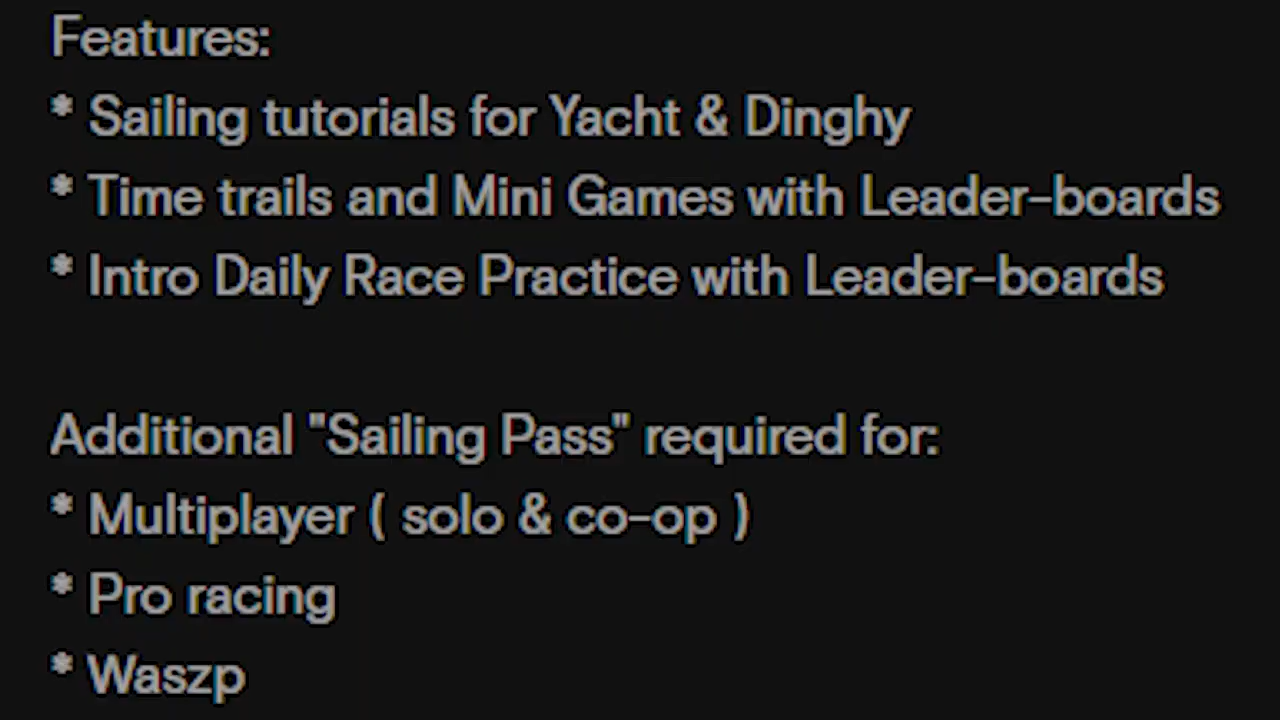 Features:
* Sailing tutorials for Yacht & Dinghy
* Time trails and Mini Games with Leader-boards
* Intro Daily Race Practice with Leader-boards
Additional "Sailing Pass" required for:
* Multiplayer ( solo & co-op )
* Pro racing
* Waszp